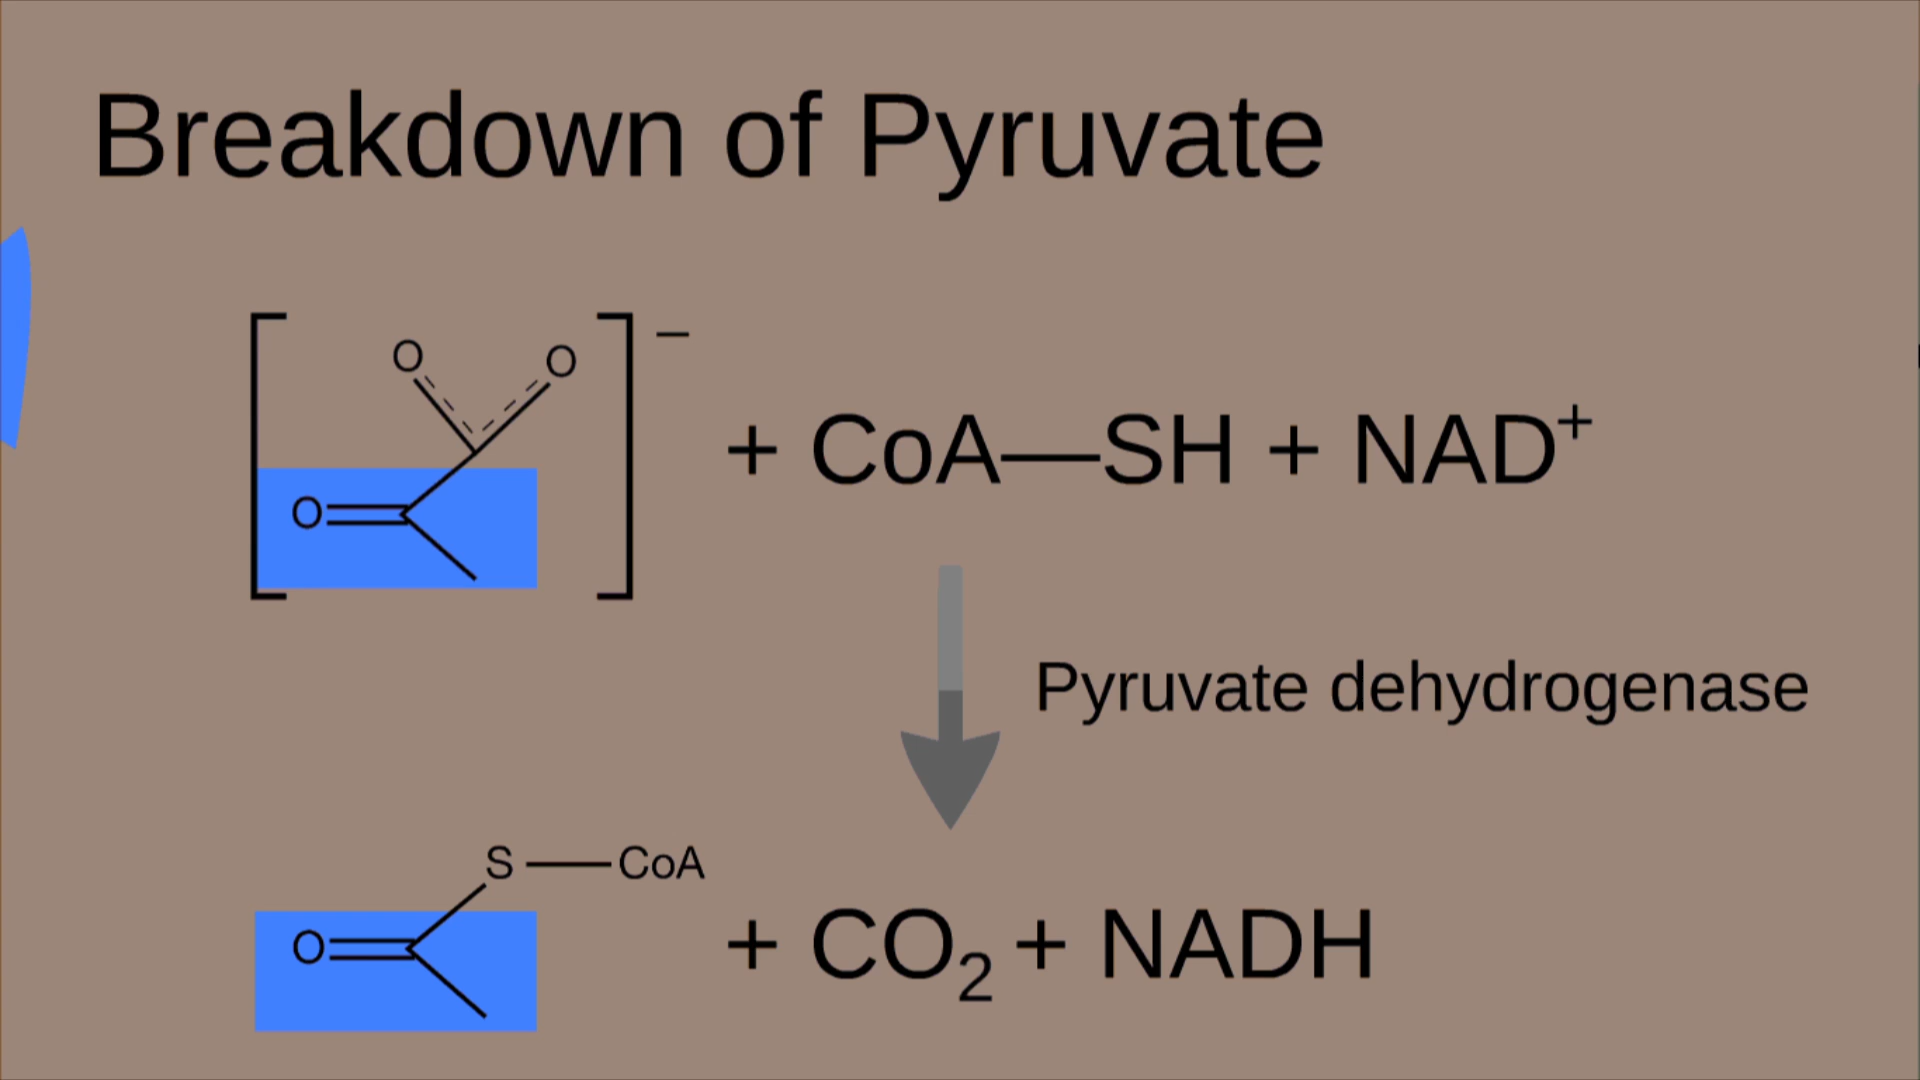 Breakdown of Pyruvate
O O –
O + CoA—SH + NAD⁺
Pyruvate dehydrogenase
S — CoA
O + CO₂ + NADH